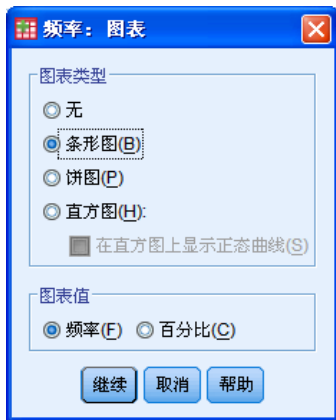 频率：图表
图表类型
无
条形图(B)
饼图(P)
直方图(H):
在直方图上显示正态曲线(S)
图表值
频率(F) 百分比(C)
继续 取消 帮助